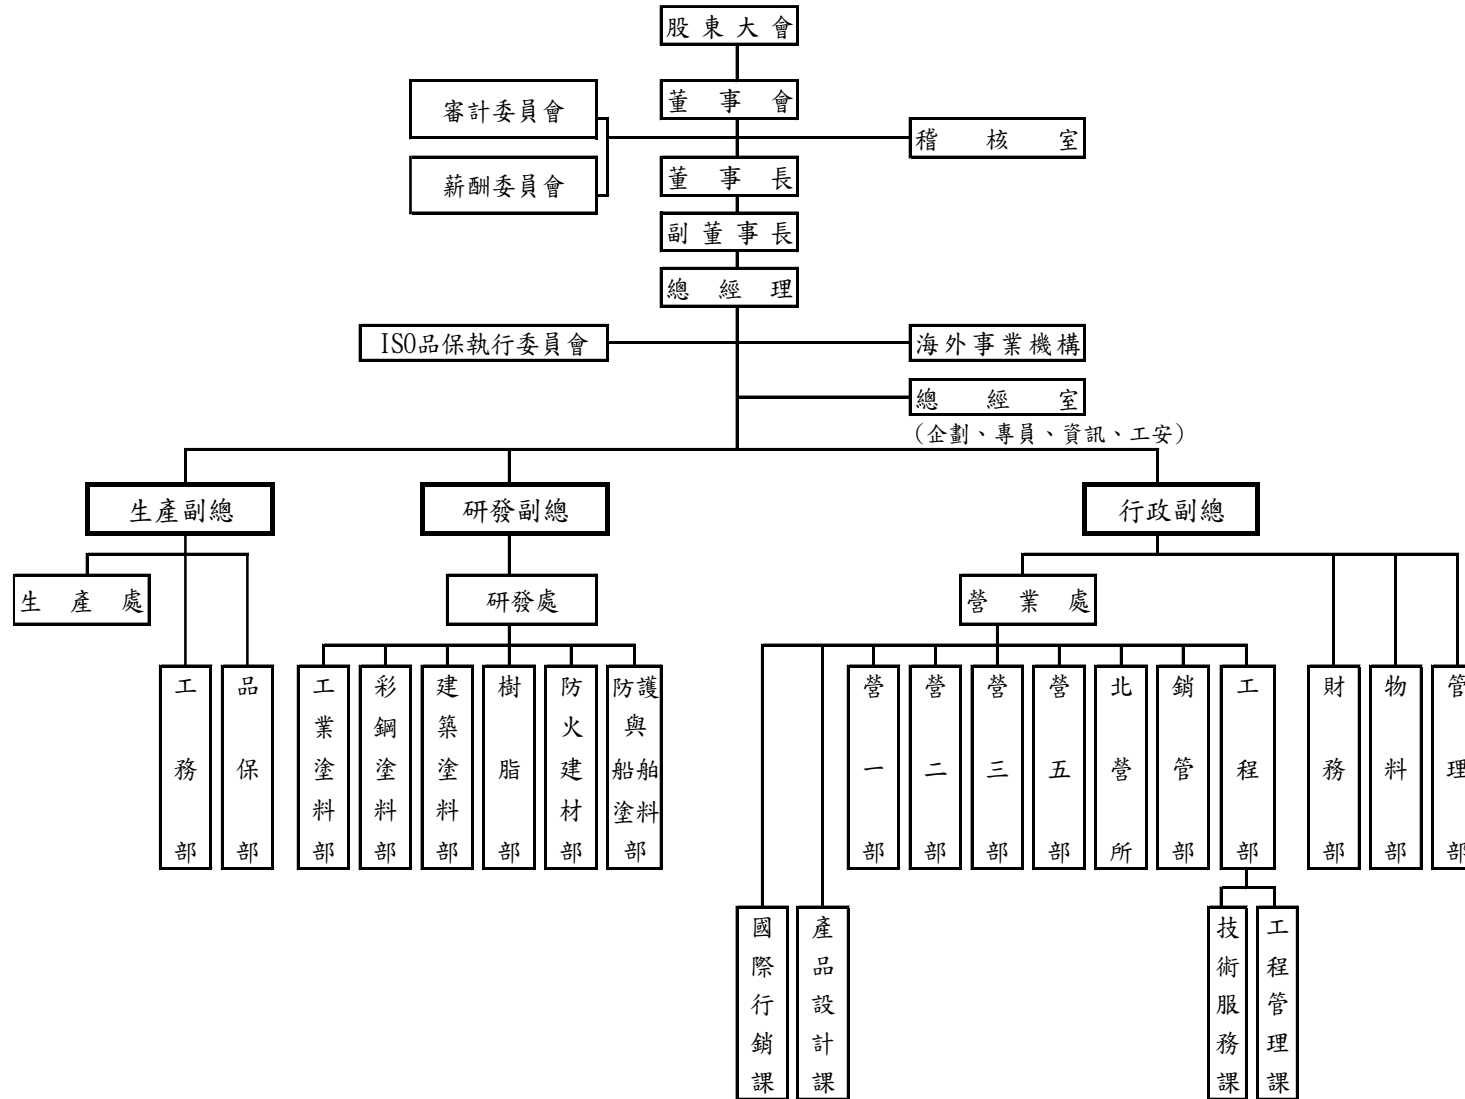 股東大會
董事會
審計委員會
稽核室
薪酬委員會
董事長
副董事長
總經理
ISO品保執行委員會
海外事業機構
總經室
(企劃、專員、資訊、工安)
生產副總
研發副總
行政副總
生產處
研發處
營業處
工務部
品保部
工業塗料部
彩鋼塗料部
建築塗料部
樹脂部
防火建材部
防護與船舶塗料部
營一部
營二部
營三部
營五部
北營所
銷管部
工程部
財務部
物料部
管理部
國際行銷課
產品設計課
技術服務課
工程管理課